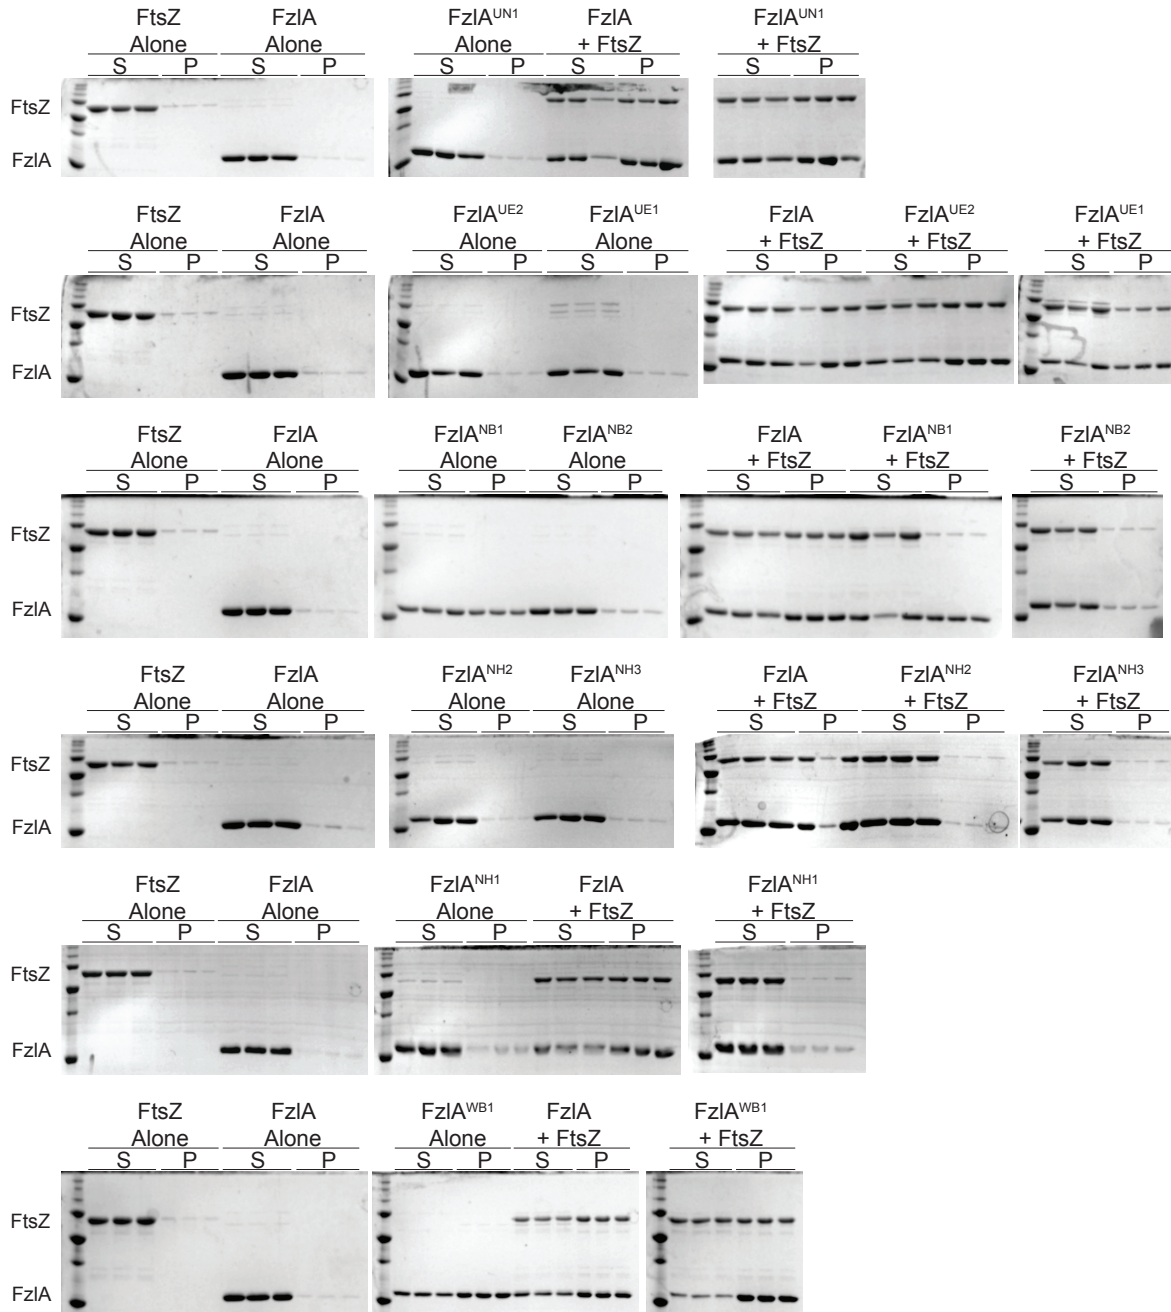 FtsZ FzlA FzlA^UN1 FzlA FzlA^UN1
Alone Alone Alone + FtsZ + FtsZ
S P S P S P S P S P
FtsZ
FzlA
FtsZ FzlA FzlA^UE2 FzlA^UE1 FzlA FzlA^UE2 FzlA^UE1
Alone Alone Alone Alone + FtsZ + FtsZ + FtsZ
S P S P S P S P S P S P S P
FtsZ
FzlA
FtsZ FzlA FzlA^NB1 FzlA^NB2 FzlA FzlA^NB1 FzlA^NB2
Alone Alone Alone Alone + FtsZ + FtsZ + FtsZ
S P S P S P S P S P S P S P
FtsZ
FzlA
FtsZ FzlA FzlA^NH2 FzlA^NH3 FzlA FzlA^NH2 FzlA^NH3
Alone Alone Alone Alone + FtsZ + FtsZ + FtsZ
S P S P S P S P S P S P S P
FtsZ
FzlA
FtsZ FzlA FzlA^NH1 FzlA FzlA^NH1
Alone Alone Alone + FtsZ + FtsZ
S P S P S P S P S P
FtsZ
FzlA
FtsZ FzlA FzlA^WB1 FzlA FzlA^WB1
Alone Alone Alone + FtsZ + FtsZ
S P S P S P S P S P
FtsZ
FzlA